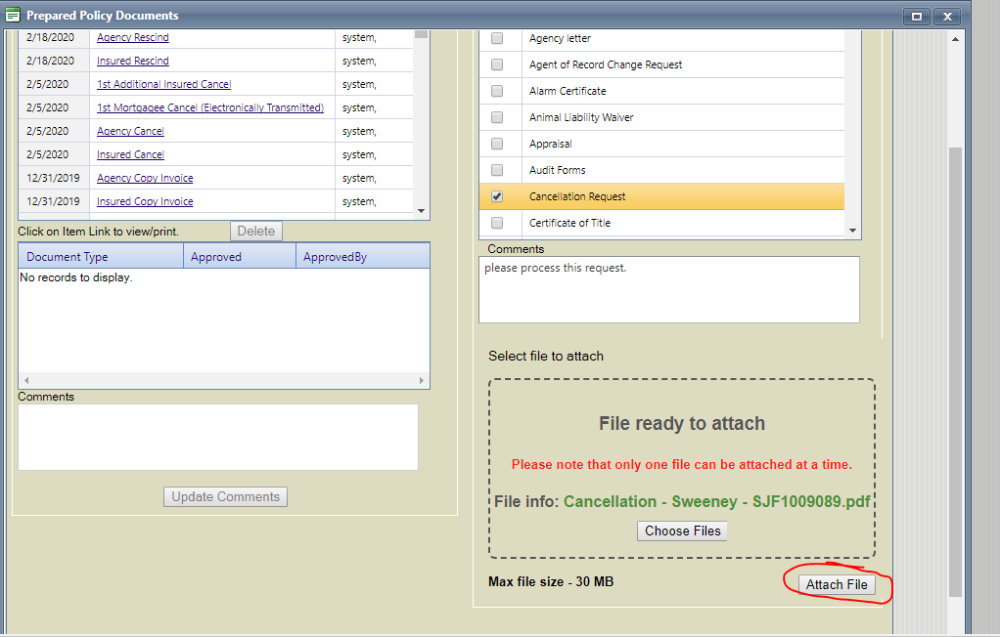 Prepared Policy Documents
2/18/2020 Agency Rescind system,
2/18/2020 Insured Rescind system,
2/5/2020 1st Additional Insured Cancel system,
2/5/2020 1st Mortgagee Cancel (Electronically Transmitted) system,
2/5/2020 Agency Cancel system,
2/5/2020 Insured Cancel system,
12/31/2019 Agency Copy Invoice system,
12/31/2019 Insured Copy Invoice system,
Click on Item Link to view/print. Delete
Document Type Approved ApprovedBy
No records to display.
Comments
Update Comments
Agency letter
Agent of Record Change Request
Alarm Certificate
Animal Liability Waiver
Appraisal
Audit Forms
Cancellation Request
Certificate of Title
Comments
please process this request.
Select file to attach
File ready to attach
Please note that only one file can be attached at a time.
File info: Cancellation - Sweeney - SJF1009089.pdf
Choose Files
Max file size - 30 MB
Attach File